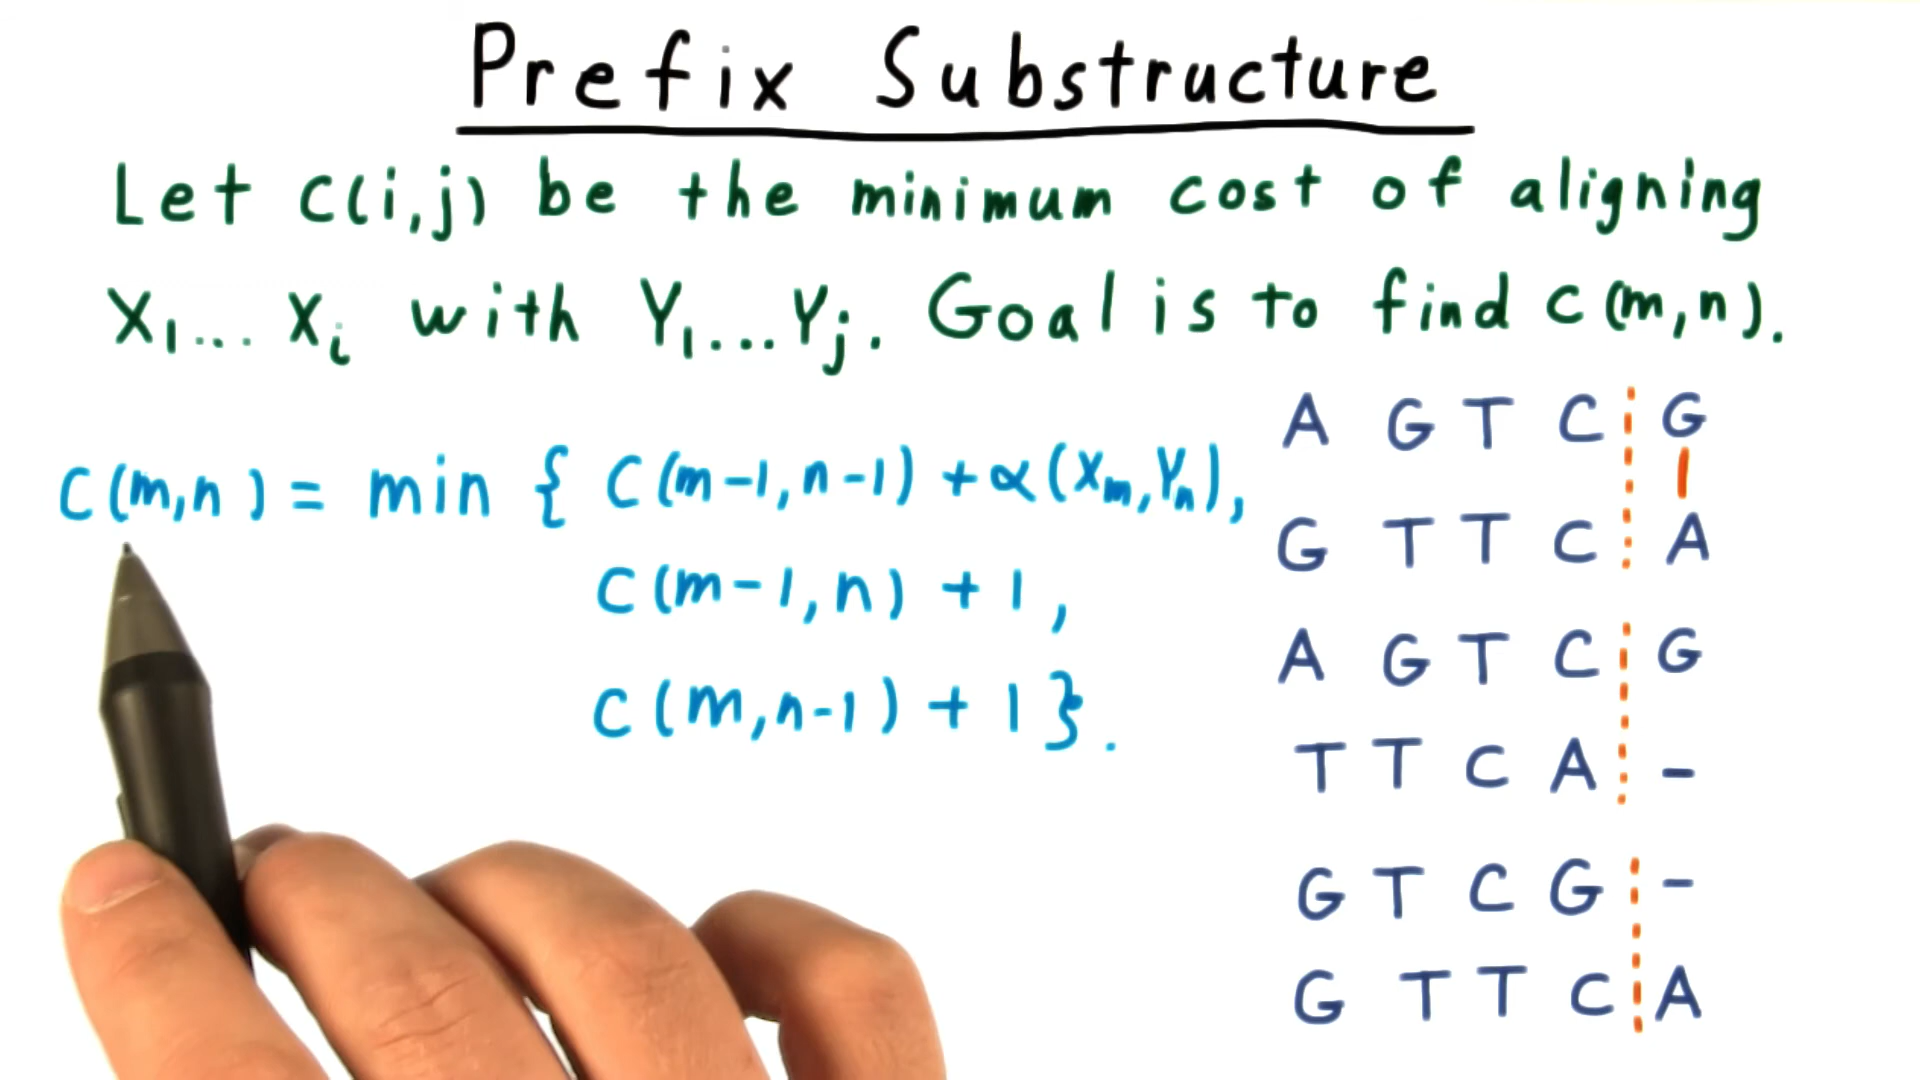 Prefix Substructure
Let C(i,j) be the minimum cost of aligning
X₁... Xᵢ with Y₁...Yⱼ. Goal is to find C(m,n).
C(m,n) = min { C(m-1,n-1) + α(Xₘ,Yₙ),
C(m-1,n) + 1,
C(m,n-1) + 1 }.
A G T C G
G T T C A
A G T C G
T T C A -
G T C G -
G T T C A